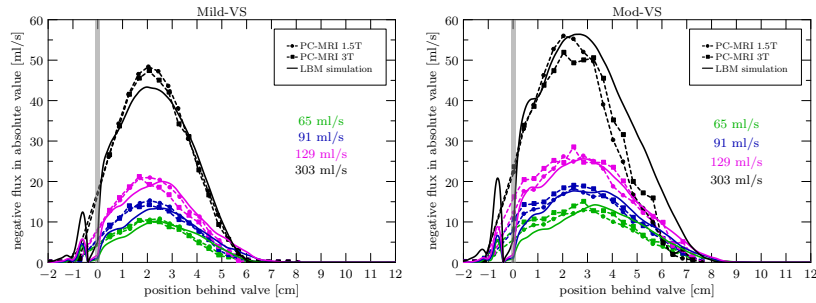 Mild-VS
negative flux in absolute value [ml/s]
60
50
40
30
20
10
0
PC-MRI 1.5T
PC-MRI 3T
LBM simulation
65 ml/s
91 ml/s
129 ml/s
303 ml/s
−2 −1 0 1 2 3 4 5 6 7 8 9 10 11 12
position behind valve [cm]
Mod-VS
negative flux in absolute value [ml/s]
60
50
40
30
20
10
0
PC-MRI 1.5T
PC-MRI 3T
LBM simulation
65 ml/s
91 ml/s
129 ml/s
303 ml/s
−2 −1 0 1 2 3 4 5 6 7 8 9 10 11 12
position behind valve [cm]